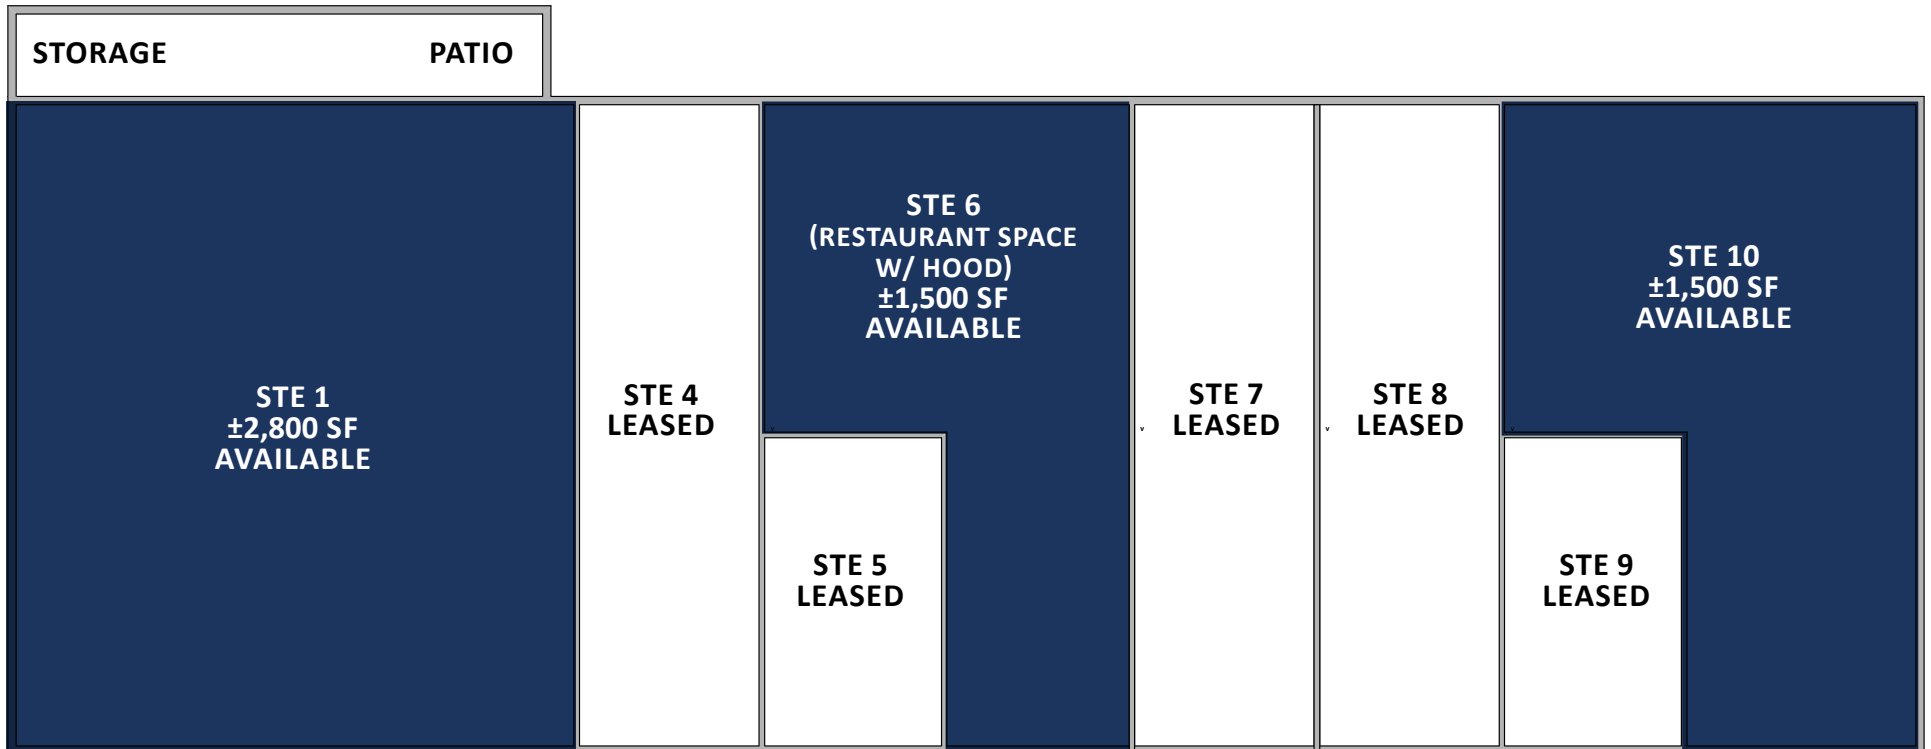 STORAGE PATIO
STE 1
±2,800 SF
AVAILABLE
STE 4
LEASED
STE 6
(RESTAURANT SPACE
W/ HOOD)
±1,500 SF
AVAILABLE
STE 5
LEASED
STE 7
LEASED
STE 8
LEASED
STE 10
±1,500 SF
AVAILABLE
STE 9
LEASED